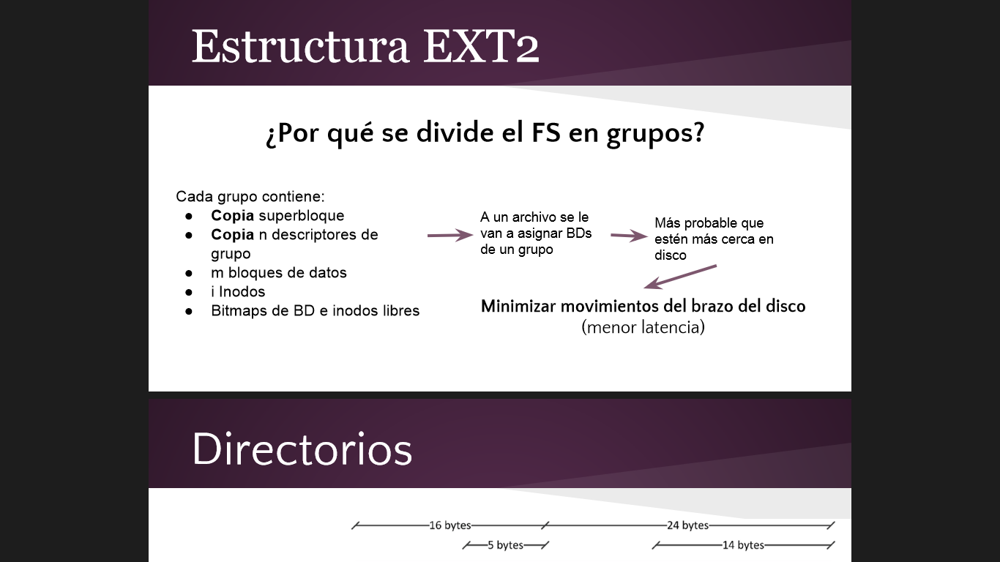 Estructura EXT2
¿Por qué se divide el FS en grupos?
Cada grupo contiene:
● Copia superbloque
● Copia n descriptores de
grupo
● m bloques de datos
● i Inodos
● Bitmaps de BD e inodos libres
A un archivo se le
van a asignar BDs
de un grupo
Más probable que
estén más cerca en
disco
Minimizar movimientos del brazo del disco
(menor latencia)
Directorios
16 bytes
24 bytes
5 bytes
14 bytes